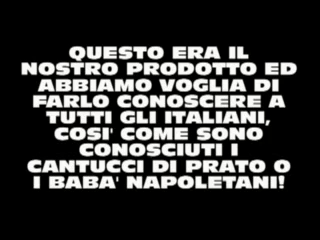 QUESTO ERA IL
NOSTRO PRODOTTO ED
ABBIAMO VOGLIA DI
FARLO CONOSCERE A
TUTTI GLI ITALIANI,
COSI' COME SONO
CONOSCIUTI I
CANTUCCI DI PRATO O
I BABA' NAPOLETANI!